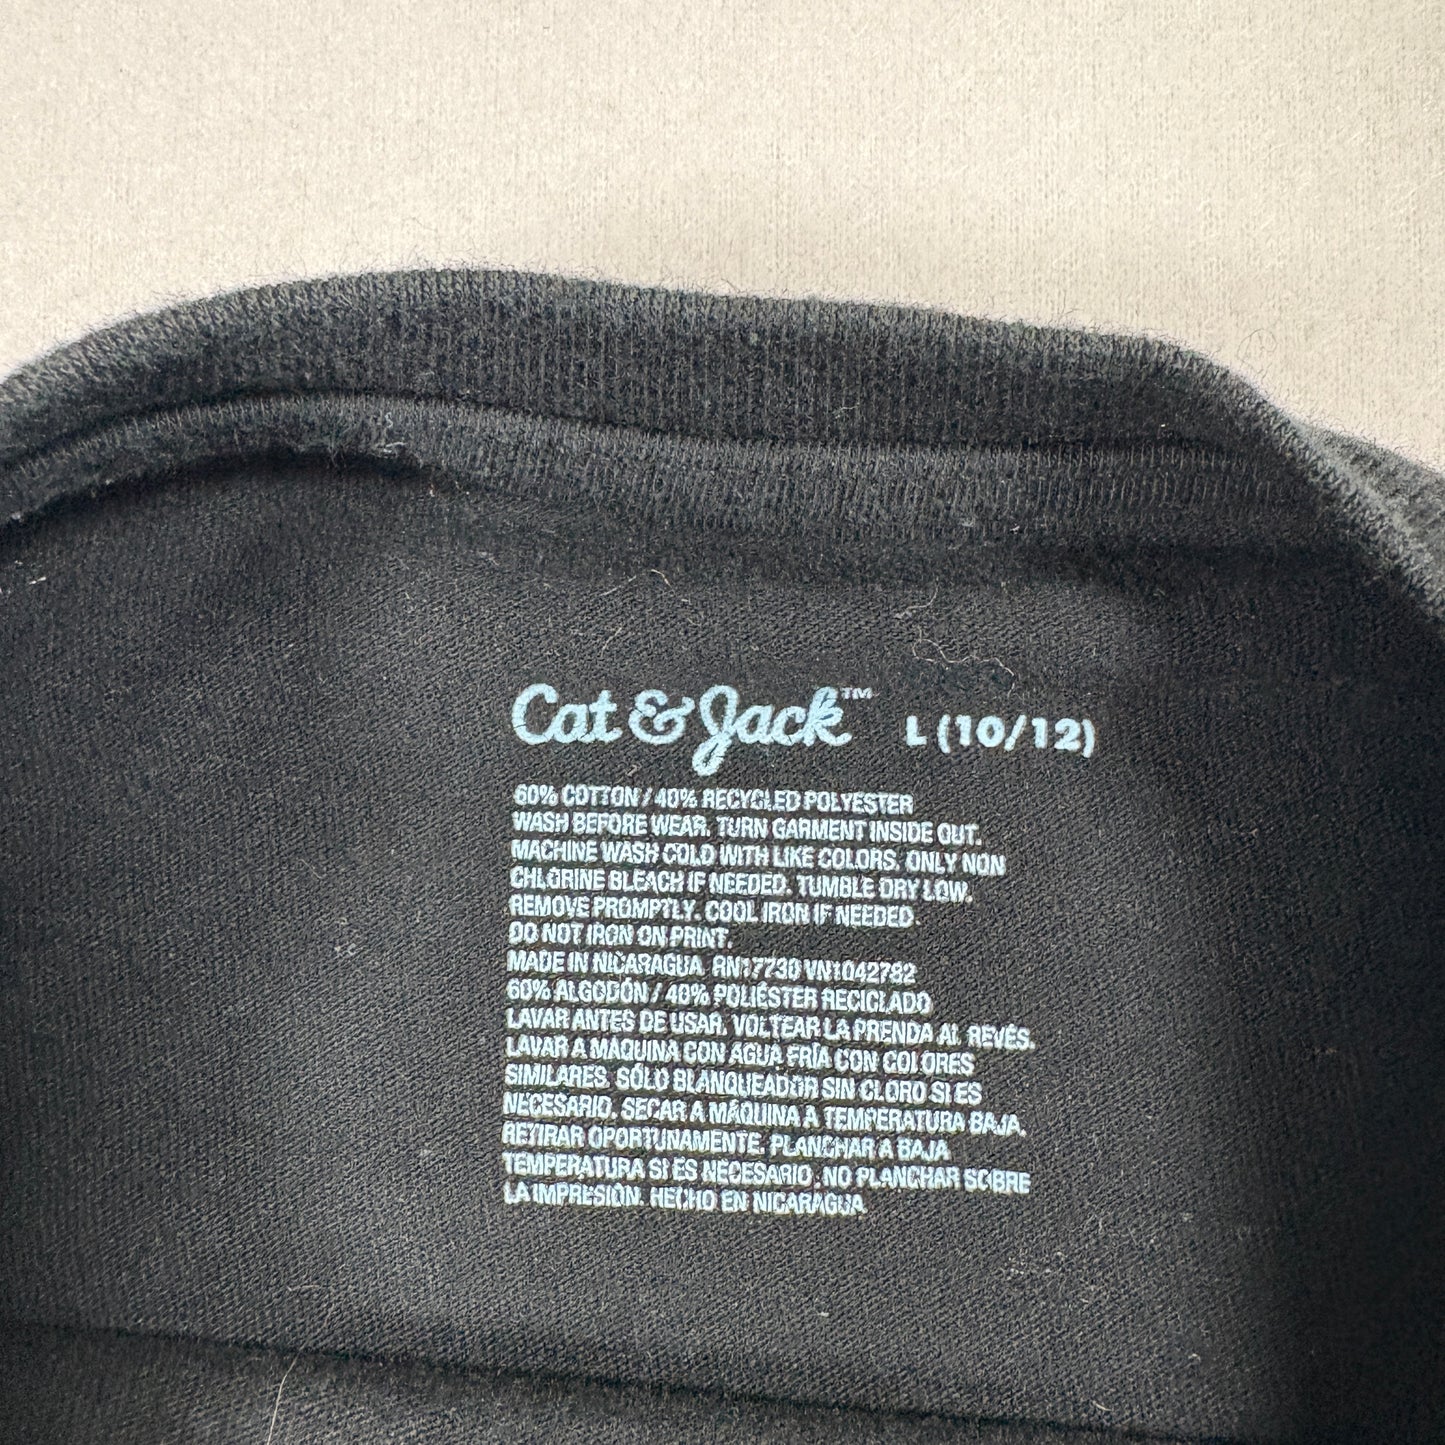 Cat & Jack™ L (10/12)
60% COTTON / 40% RECYCLED POLYESTER
WASH BEFORE WEAR. TURN GARMENT INSIDE OUT.
MACHINE WASH COLD WITH LIKE COLORS. ONLY NON
CHLORINE BLEACH IF NEEDED. TUMBLE DRY LOW.
REMOVE PROMPTLY. COOL IRON IF NEEDED.
DO NOT IRON ON PRINT.
MADE IN NICARAGUA RN17730 VN1042782
60% ALGODÓN / 40% POLIÉSTER RECICLADO
LAVAR ANTES DE USAR. VOLTEAR LA PRENDA AL REVÉS.
LAVAR A MAQUINA CON AGUA FRÍA CON COLORES
SIMILARES. SÓLO BLANQUEADOR SIN CLORO SI ES
NECESARIO. SECAR A MÁQUINA A TEMPERATURA BAJA.
RETIRAR OPORTUNAMENTE. PLANCHAR A BAJA
TEMPERATURA SI ES NECESARIO. NO PLANCHAR SOBRE
LA IMPRESIÓN. HECHO EN NICARAGUA